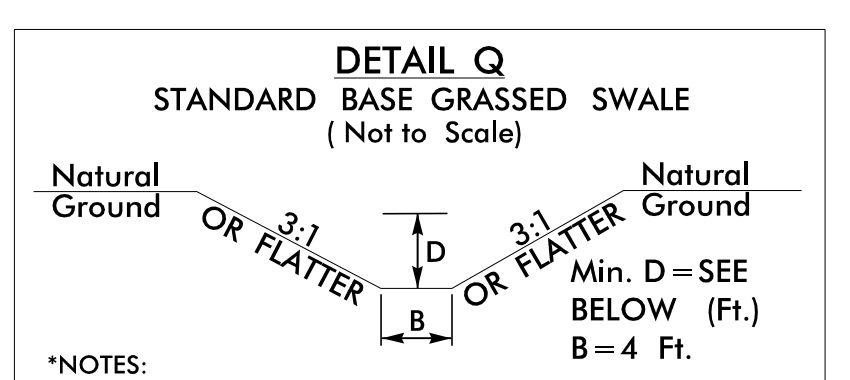 DETAIL Q
STANDARD BASE GRASSED SWALE
( Not to Scale)
Natural
Ground
Natural
Ground
3:1
OR FLATTER
D
3:1
OR FLATTER
B
Min. D = SEE
BELOW (Ft.)
B = 4 Ft.
*NOTES: